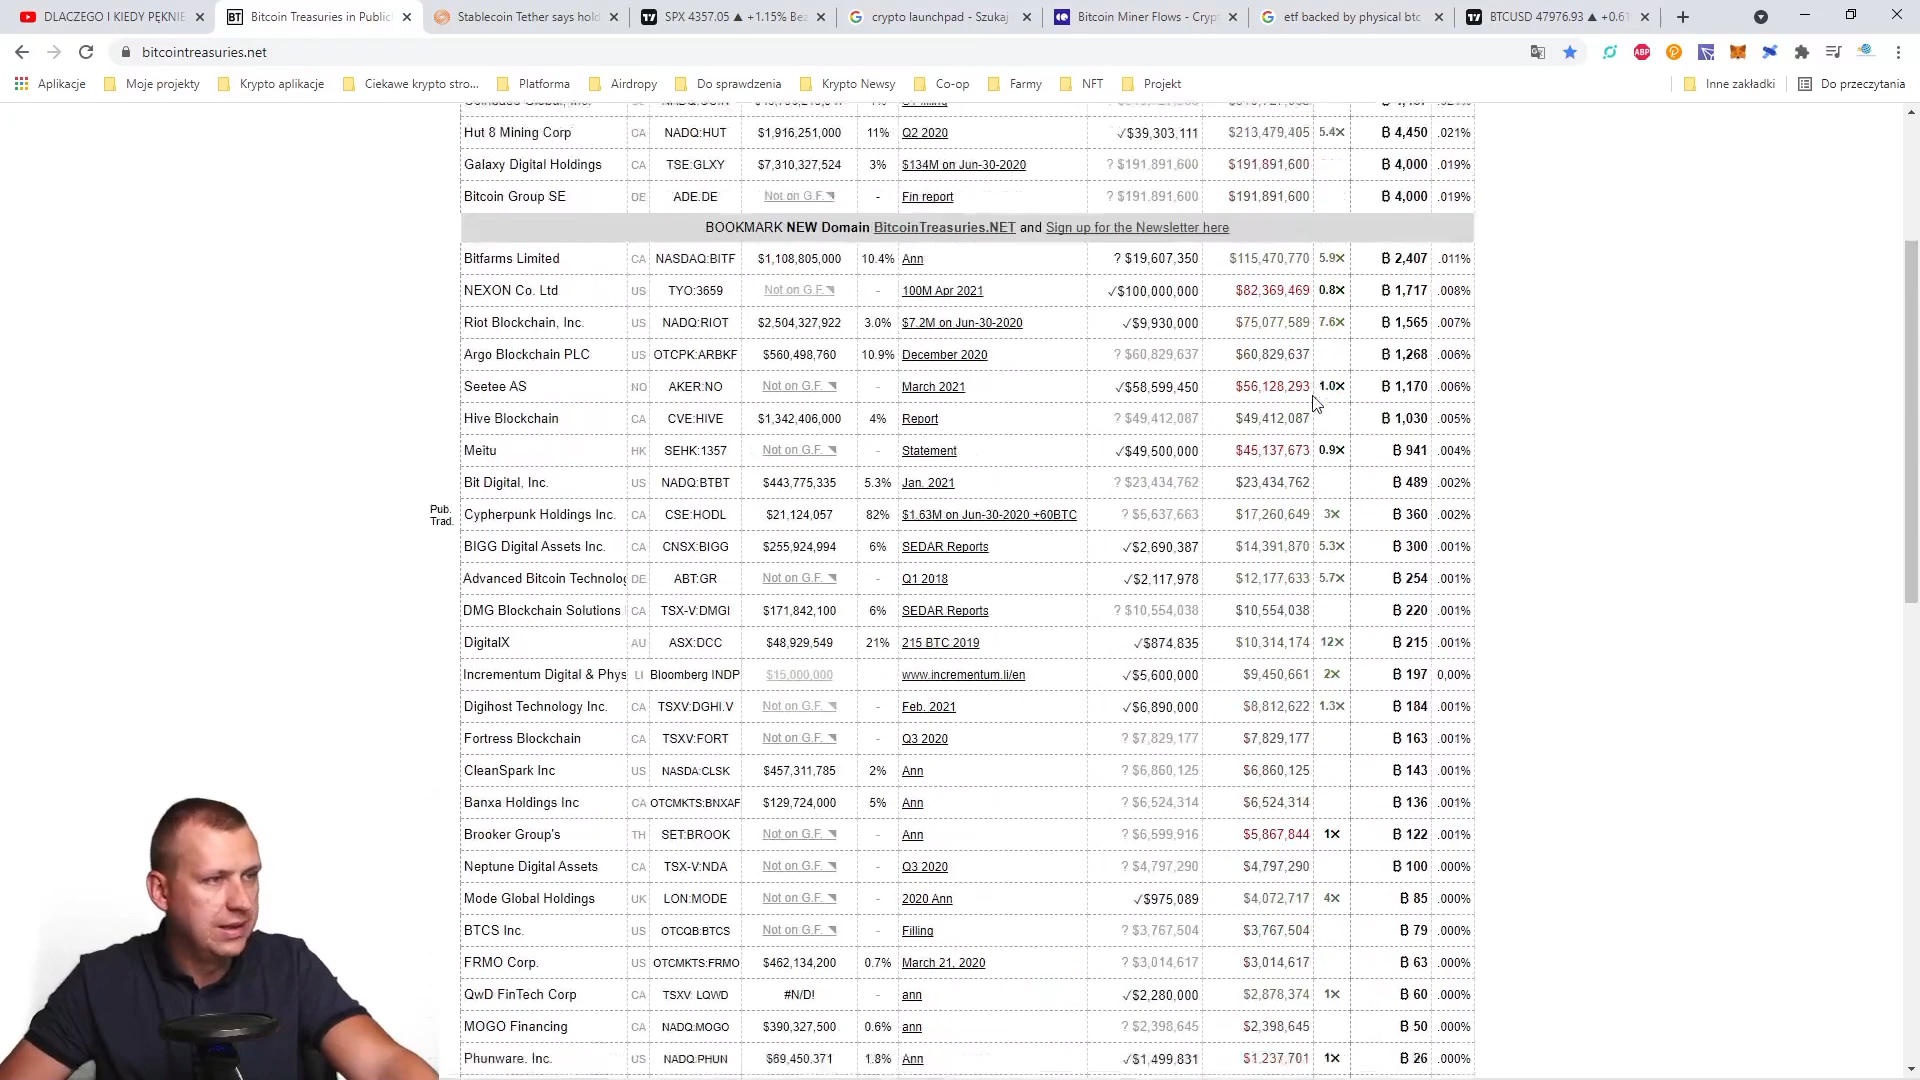 DLACZEGO I KIEDY PĘKNIE
Bitcoin Treasuries in Public
Stablecoin Tether says hold
SPX 4357.05 ▲ +1.15% Bez
crypto launchpad - Szukaj
Bitcoin Miner Flows - Crypt
etf backed by physical btc
BTCUSD 47976.93 ▲ +0.61
bitcointreasuries.net
Aplikacje Moje projekty Krypto aplikacje Ciekawe krypto stro... Platforma Airdropy Do sprawdzenia Krypto Newsy Co-op Farmy NFT Projekt Inne zakładki Do przeczytania
Hut 8 Mining Corp CA NADQ:HUT $1,916,251,000 11% Q2 2020 ✓$39,303,111 $213,479,405 5.4× ₿ 4,450 .021%
Galaxy Digital Holdings CA TSE:GLXY $7,310,327,524 3% $134M on Jun-30-2020 ? $191,891,600 $191,891,600 ₿ 4,000 .019%
Bitcoin Group SE DE ADE.DE Not on G.F. - Fin report ? $191,891,600 $191,891,600 ₿ 4,000 .019%
BOOKMARK NEW Domain BitcoinTreasuries.NET and Sign up for the Newsletter here
Bitfarms Limited CA NASDAQ:BITF $1,108,805,000 10.4% Ann ? $19,607,350 $115,470,770 5.9× ₿ 2,407 .011%
NEXON Co. Ltd US TYO:3659 Not on G.F. - 100M Apr 2021 ✓$100,000,000 $82,369,469 0.8× ₿ 1,717 .008%
Riot Blockchain, Inc. US NADQ:RIOT $2,504,327,922 3.0% $7.2M on Jun-30-2020 ✓$9,930,000 $75,077,589 7.6× ₿ 1,565 .007%
Argo Blockchain PLC US OTCPK:ARBKF $560,498,760 10.9% December 2020 ? $60,829,637 $60,829,637 ₿ 1,268 .006%
Seetee AS NO AKER:NO Not on G.F. - March 2021 ✓$58,599,450 $56,128,293 1.0× ₿ 1,170 .006%
Hive Blockchain CA CVE:HIVE $1,342,406,000 4% Report ? $49,412,087 $49,412,087 ₿ 1,030 .005%
Meitu HK SEHK:1357 Not on G.F. - Statement ✓$49,500,000 $45,137,673 0.9× ₿ 941 .004%
Bit Digital, Inc. US NADQ:BTBT $443,775,335 5.3% Jan. 2021 ? $23,434,762 $23,434,762 ₿ 489 .002%
Pub. Trad.
Cypherpunk Holdings Inc. CA CSE:HODL $21,124,057 82% $1.63M on Jun-30-2020 +60BTC ? $5,637,663 $17,260,649 3× ₿ 360 .002%
BIGG Digital Assets Inc. CA CNSX:BIGG $255,924,994 6% SEDAR Reports ✓$2,690,387 $14,391,870 5.3× ₿ 300 .001%
Advanced Bitcoin Technolog DE ABT:GR Not on G.F. - Q1 2018 ✓$2,117,978 $12,177,633 5.7× ₿ 254 .001%
DMG Blockchain Solutions CA TSX-V:DMGI $171,842,100 6% SEDAR Reports ? $10,554,038 $10,554,038 ₿ 220 .001%
DigitalX AU ASX:DCC $48,929,549 21% 215 BTC 2019 ✓$874,835 $10,314,174 12× ₿ 215 .001%
Incrementum Digital & Phys LI Bloomberg INDP $15,000,000 www.incrementum.li/en ✓$5,600,000 $9,450,661 2× ₿ 197 0,00%
Digihost Technology Inc. CA TSXV:DGHI.V Not on G.F. - Feb. 2021 ✓$6,890,000 $8,812,622 1.3× ₿ 184 .001%
Fortress Blockchain CA TSXV:FORT Not on G.F. - Q3 2020 ? $7,829,177 $7,829,177 ₿ 163 .001%
CleanSpark Inc US NASDA:CLSK $457,311,785 2% Ann ? $6,860,125 $6,860,125 ₿ 143 .001%
Banxa Holdings Inc CA OTCMKTS:BNXAF $129,724,000 5% Ann ? $6,524,314 $6,524,314 ₿ 136 .001%
Brooker Group's TH SET:BROOK Not on G.F. - Ann ? $6,599,916 $5,867,844 1× ₿ 122 .001%
Neptune Digital Assets CA TSX-V:NDA Not on G.F. - Q3 2020 ? $4,797,290 $4,797,290 ₿ 100 .000%
Mode Global Holdings UK LON:MODE Not on G.F. - 2020 Ann ✓$975,089 $4,072,717 4× ₿ 85 .000%
BTCS Inc. US OTCQB:BTCS Not on G.F. - Filling ? $3,767,504 $3,767,504 ₿ 79 .000%
FRMO Corp. US OTCMKTS:FRMO $462,134,200 0.7% March 21, 2020 ? $3,014,617 $3,014,617 ₿ 63 .000%
QwD FinTech Corp CA TSXV: LQWD #N/D! - ann ✓$2,280,000 $2,878,374 1× ₿ 60 .000%
MOGO Financing CA NADQ:MOGO $390,327,500 0.6% ann ? $2,398,645 $2,398,645 ₿ 50 .000%
Phunware, Inc. US NADQ:PHUN $69,450,371 1.8% Ann ✓$1,499,831 $1,237,701 1× ₿ 26 .000%